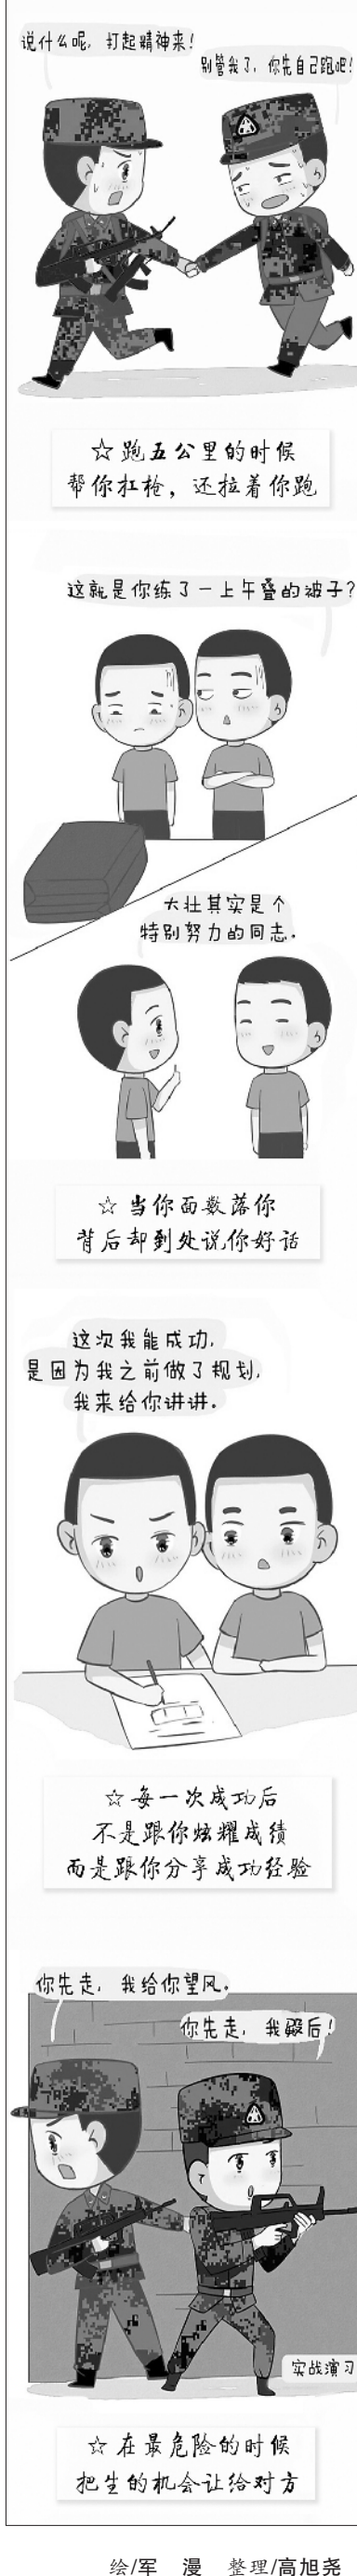 说什么呢，打起精神来！
别管我了，你先自己跑吧！
☆跑五公里的时候
帮你扛枪，还拉着你跑
这就是你练了一上午叠的被子？
大壮其实是个
特别努力的同志。
☆当你面数落你
背后却到处说你好话
这次我能成功，
是因为我之前做了规划，
我来给你讲讲。
☆每一次成功后
不是跟你炫耀成绩
而是跟你分享成功经验
你先走，我给你望风。
你先走，我殿后！
实战演习
☆在最危险的时候
把生的机会让给对方
绘/军　漫　整理/高旭尧